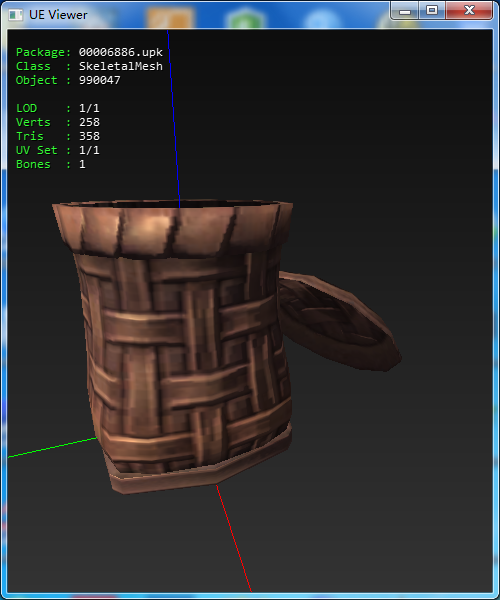 UE Viewer
Package: 00006886.upk
Class : SkeletalMesh
Object : 990047
LOD : 1/1
Verts : 258
Tris : 358
UV Set : 1/1
Bones : 1